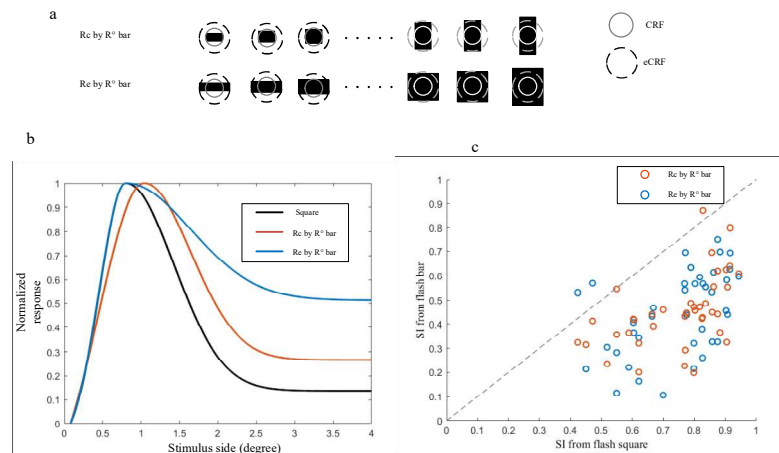 a
Rc by R° bar
CRF
Re by R° bar
eCRF
b
Normalized
response
1
0.9
0.8
0.7
0.6
0.5
0.4
0.3
0.2
0.1
0
Square
Rc by R° bar
Re by R° bar
0 0.5 1 1.5 2 2.5 3 3.5 4
Stimulus side (degree)
c
SI from flash bar
1
0.9
0.8
0.7
0.6
0.5
0.4
0.3
0.2
0.1
0
Rc by R° bar
Re by R° bar
0 0.1 0.2 0.3 0.4 0.5 0.6 0.7 0.8 0.9 1
SI from flash square